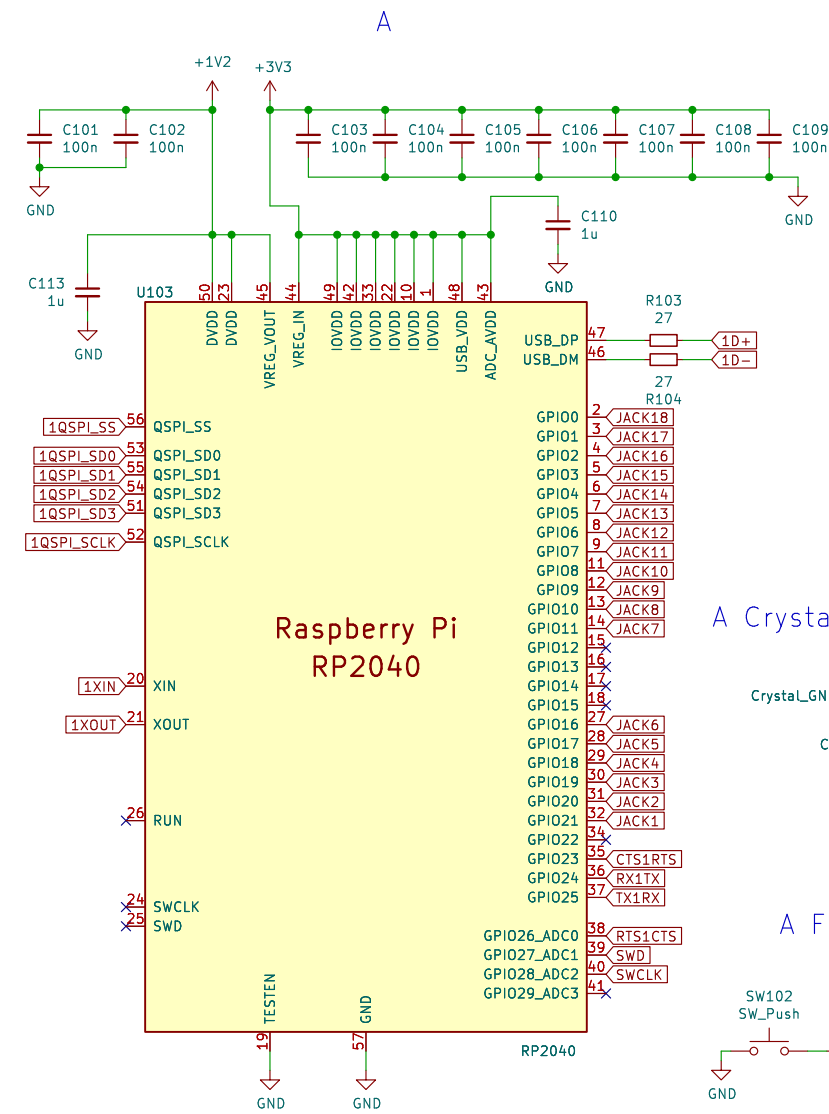 A
+1V2
+3V3
C101
100n
C102
100n
C103
100n
C104
100n
C105
100n
C106
100n
C107
100n
C108
100n
C109
100n
GND
GND
C110
1u
GND
C113
1u
GND
U103
50
23
45
44
49
42
33
22
10
1
48
43
DVDD
DVDD
VREG_VOUT
VREG_IN
IOVDD
IOVDD
IOVDD
IOVDD
IOVDD
IOVDD
USB_VDD
ADC_AVDD
R103
27
USB_DP 47 1D+
USB_DM 46 1D-
27
R104
1QSPI_SS 56 QSPI_SS
1QSPI_SD0 53 QSPI_SD0
1QSPI_SD1 55 QSPI_SD1
1QSPI_SD2 54 QSPI_SD2
1QSPI_SD3 51 QSPI_SD3
1QSPI_SCLK 52 QSPI_SCLK
GPIO0 2 JACK18
GPIO1 3 JACK17
GPIO2 4 JACK16
GPIO3 5 JACK15
GPIO4 6 JACK14
GPIO5 7 JACK13
GPIO6 8 JACK12
GPIO7 9 JACK11
GPIO8 11 JACK10
GPIO9 12 JACK9
GPIO10 13 JACK8
GPIO11 14 JACK7
GPIO12 15
GPIO13 16
GPIO14 17
GPIO15 18
GPIO16 27 JACK6
GPIO17 28 JACK5
GPIO18 29 JACK4
GPIO19 30 JACK3
GPIO20 31 JACK2
GPIO21 32 JACK1
GPIO22 34
GPIO23 35 CTS1RTS
GPIO24 36 RX1TX
GPIO25 37 TX1RX
GPIO26_ADC0 38 RTS1CTS
GPIO27_ADC1 39 SWD
GPIO28_ADC2 40 SWCLK
GPIO29_ADC3 41
Raspberry Pi
RP2040
1XIN 20 XIN
1XOUT 21 XOUT
26 RUN
24 SWCLK
25 SWD
TESTEN
GND
19
57
RP2040
GND
GND
A Crysta
Crystal_GN
C
A F
SW102
SW_Push
GND